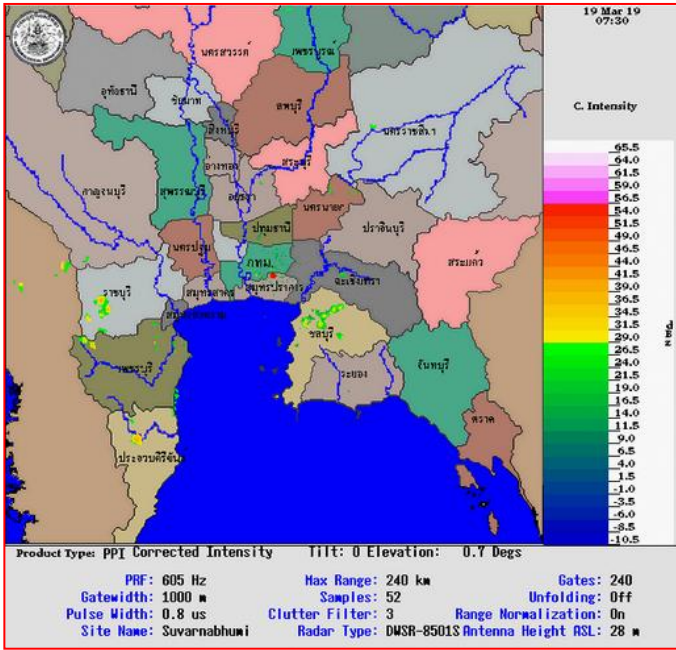 19 Mar 19
07:30
C. Intensity
นครสวรรค์
เพชรบูรณ์
อุทัยธานี
ชัยนาท
ลพบุรี
สิงหบุรี
นครราชสีมา
อ่างทอง
สระบุรี
กาญจนบุรี
สุพรรณบุรี
อยุธยา
นครนายก
ปราจีนบุรี
ปทุมธานี
นครปฐม
กทม.
สระแก้ว
ฉะเชิงเทรา
ราชบุรี
สมุทรสาคร
สมุทรปราการ
ชลบุรี
เพชรบุรี
ระยอง
จันทบุรี
ตราด
ประจวบคีรีขันธ์
65.5
64.0
61.5
59.0
56.5
54.0
51.5
49.0
46.5
44.0
41.5
39.0
36.5
34.0
31.5
29.0
26.5
24.0
21.5
19.0
16.5
14.0
11.5
9.0
6.5
4.0
1.5
-1.0
-3.5
-6.0
-8.5
-10.5
Product Type: PPI Corrected Intensity Tilt: 0 Elevation: 0.7 Degs
PRF: 605 Hz Max Range: 240 km Gates: 240
Gatewidth: 1000 m Samples: 52 Unfolding: Off
Pulse Width: 0.8 us Clutter Filter: 3 Range Normalization: On
Site Name: Suvarnabhumi Radar Type: DWSR-8501S Antenna Height ASL: 28 m